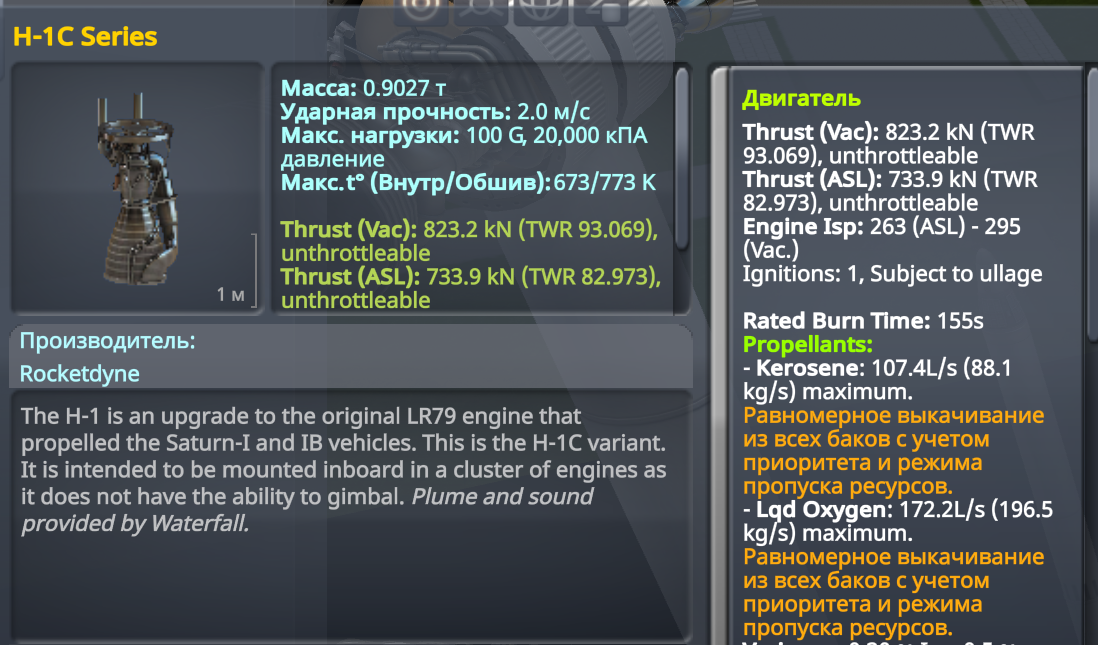 H-1C Series
Масса: 0.9027 т
Ударная прочность: 2.0 м/с
Макс. нагрузки: 100 G, 20,000 кПА
давление
Макс.t° (Внутр/Обшив): 673/773 K
Thrust (Vac): 823.2 kN (TWR 93.069),
unthrottleable
Thrust (ASL): 733.9 kN (TWR 82.973),
unthrottleable
1 м
Производитель:
Rocketdyne
The H-1 is an upgrade to the original LR79 engine that
propelled the Saturn-I and IB vehicles. This is the H-1C variant.
It is intended to be mounted inboard in a cluster of engines as
it does not have the ability to gimbal. Plume and sound
provided by Waterfall.
Двигатель
Thrust (Vac): 823.2 kN (TWR
93.069), unthrottleable
Thrust (ASL): 733.9 kN (TWR
82.973), unthrottleable
Engine Isp: 263 (ASL) - 295
(Vac.)
Ignitions: 1, Subject to ullage
Rated Burn Time: 155s
Propellants:
- Kerosene: 107.4L/s (88.1
kg/s) maximum.
Равномерное выкачивание
из всех баков с учетом
приоритета и режима
пропуска ресурсов.
- Lqd Oxygen: 172.2L/s (196.5
kg/s) maximum.
Равномерное выкачивание
из всех баков с учетом
приоритета и режима
пропуска ресурсов.